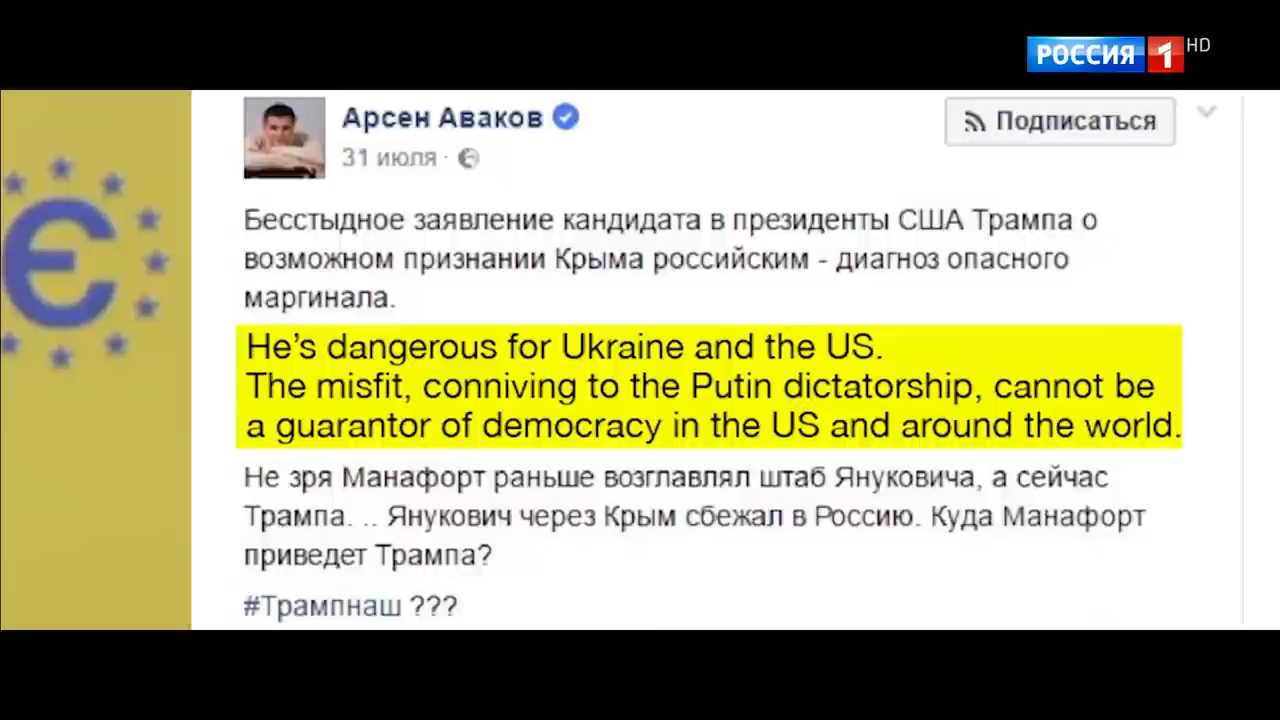 РОССИЯ 1 HD
Арсен Аваков
Подписаться
31 июля ·
Бесстыдное заявление кандидата в президенты США Трампа о
возможном признании Крыма российским - диагноз опасного
маргинала.
He's dangerous for Ukraine and the US.
The misfit, conniving to the Putin dictatorship, cannot be
a guarantor of democracy in the US and around the world.
Не зря Манафорт раньше возглавлял штаб Януковича, а сейчас
Трампа. .. Янукович через Крым сбежал в Россию. Куда Манафорт
приведет Трампа?
#Трампнаш ???